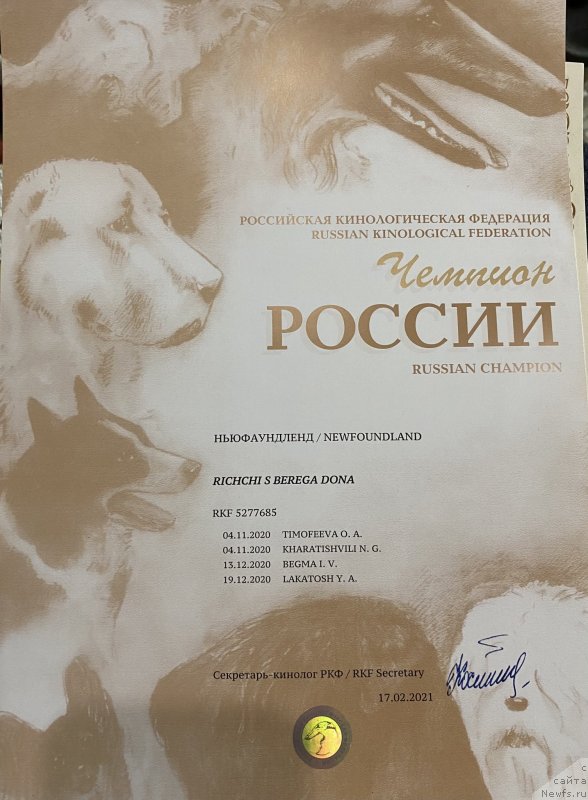 РОССИЙСКАЯ КИНОЛОГИЧЕСКАЯ ФЕДЕРАЦИЯ
RUSSIAN KINOLOGICAL FEDERATION
Чемпион
РОССИИ
RUSSIAN CHAMPION
НЬЮФАУНДЛЕНД / NEWFOUNDLAND
RICHCHI S BEREGA DONA
RKF 5277685
04.11.2020 TIMOFEEVA O. A.
04.11.2020 KHARATISHVILI N. G.
13.12.2020 BEGMA I. V.
19.12.2020 LAKATOSH Y. A.
Секретарь-кинолог РКФ / RKF Secretary
17.02.2021
с
сайта
Newfs.ru